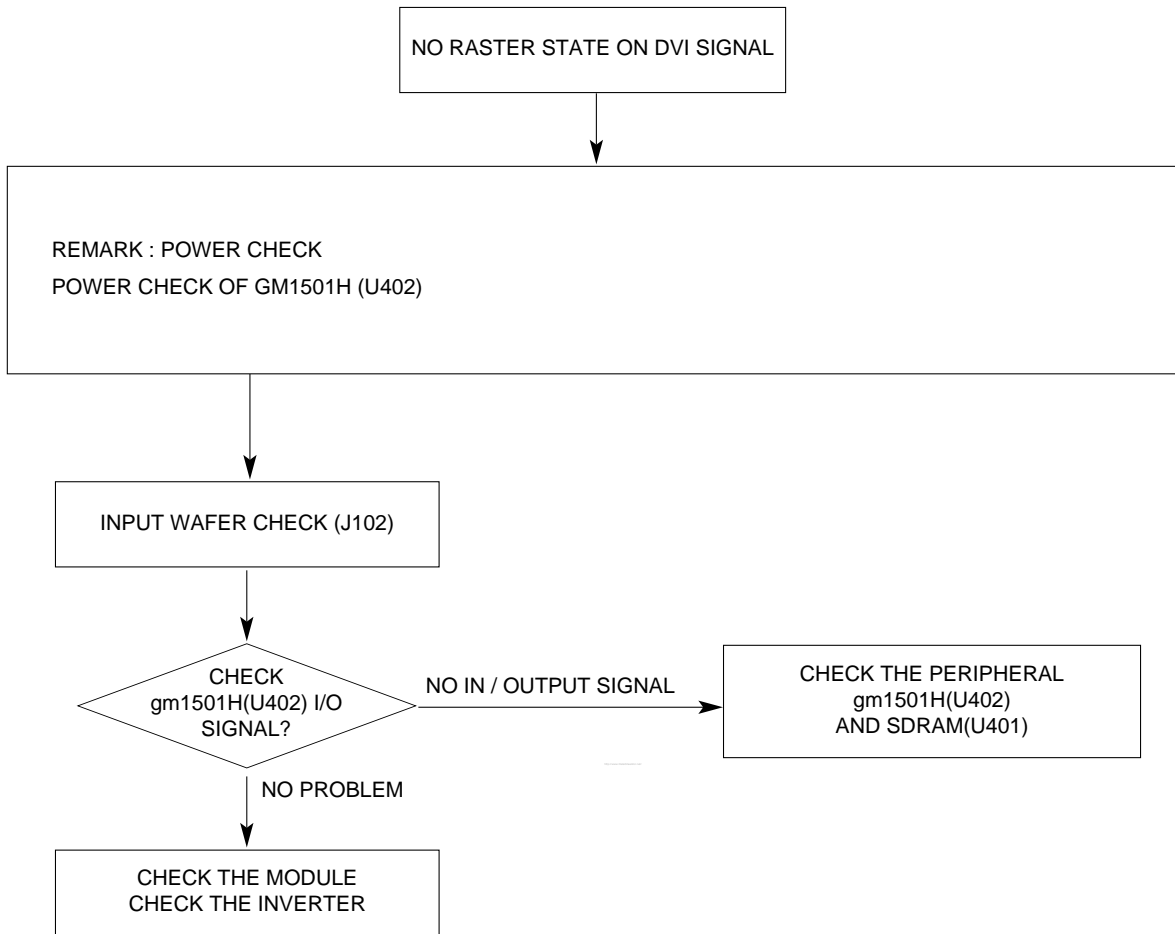 NO RASTER STATE ON DVI SIGNAL
REMARK : POWER CHECK
POWER CHECK OF GM1501H (U402)
INPUT WAFER CHECK (J102)
CHECK
gm1501H(U402) I/O
SIGNAL?
NO IN / OUTPUT SIGNAL
CHECK THE PERIPHERAL
gm1501H(U402)
AND SDRAM(U401)
NO PROBLEM
CHECK THE MODULE
CHECK THE INVERTER